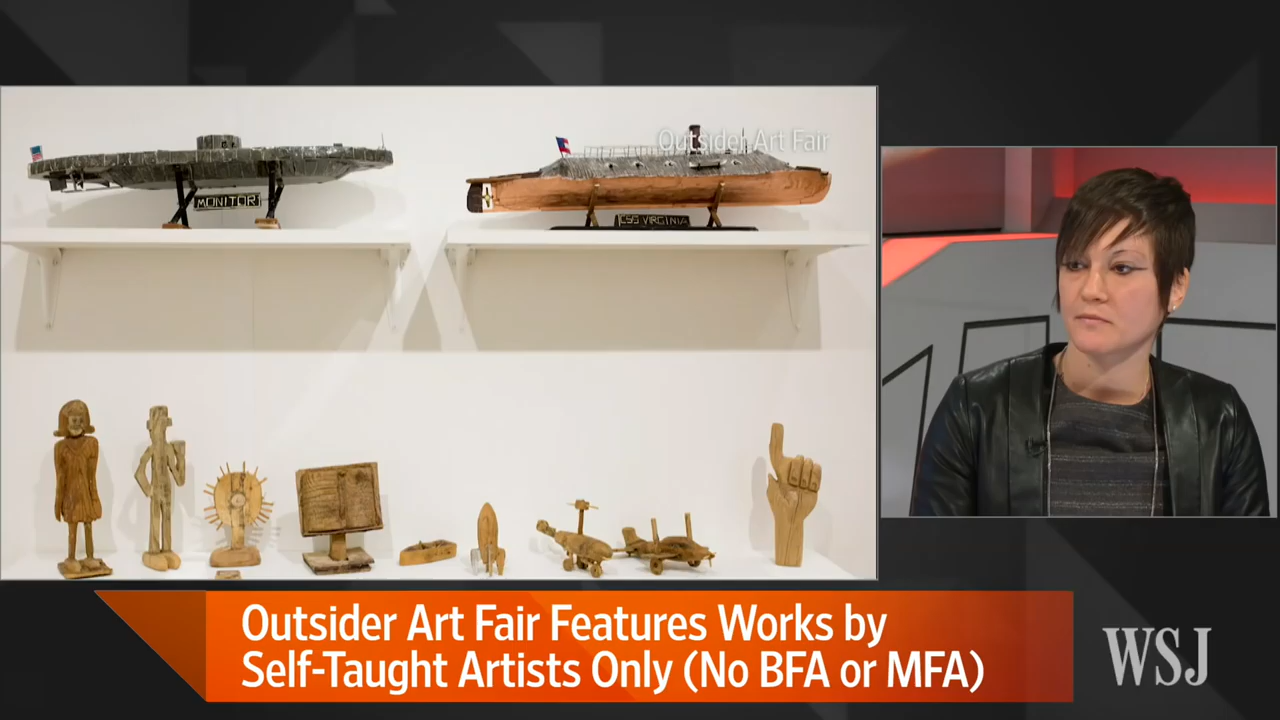 Outsider Art Fair
MONITOR
CSS VIRGINIA
Outsider Art Fair Features Works by
Self-Taught Artists Only (No BFA or MFA)
WSJ